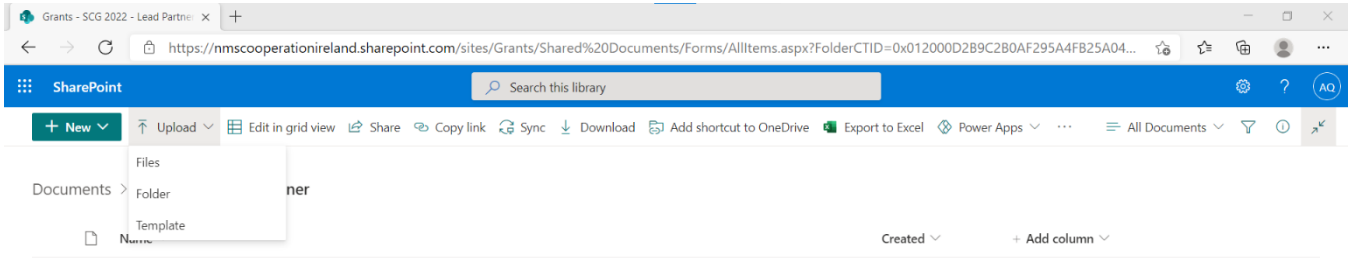 Grants - SCG 2022 - Lead Partner
https://nmscooperationireland.sharepoint.com/sites/Grants/Shared%20Documents/Forms/AllItems.aspx?FolderCTID=0x012000D2B9C2B0AF295A4FB25A04...
SharePoint
Search this library
AQ
+ New Upload Edit in grid view Share Copy link Sync Download Add shortcut to OneDrive Export to Excel Power Apps ... All Documents
Files
Documents > ner
Folder
Template
Name Created + Add column